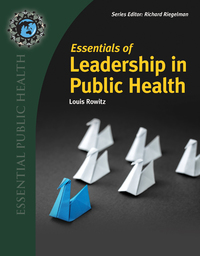 Series Editor: Richard Riegelman
Essentials of
Leadership in
Public Health
Louis Rowitz
ESSENTIAL PUBLIC HEALTH